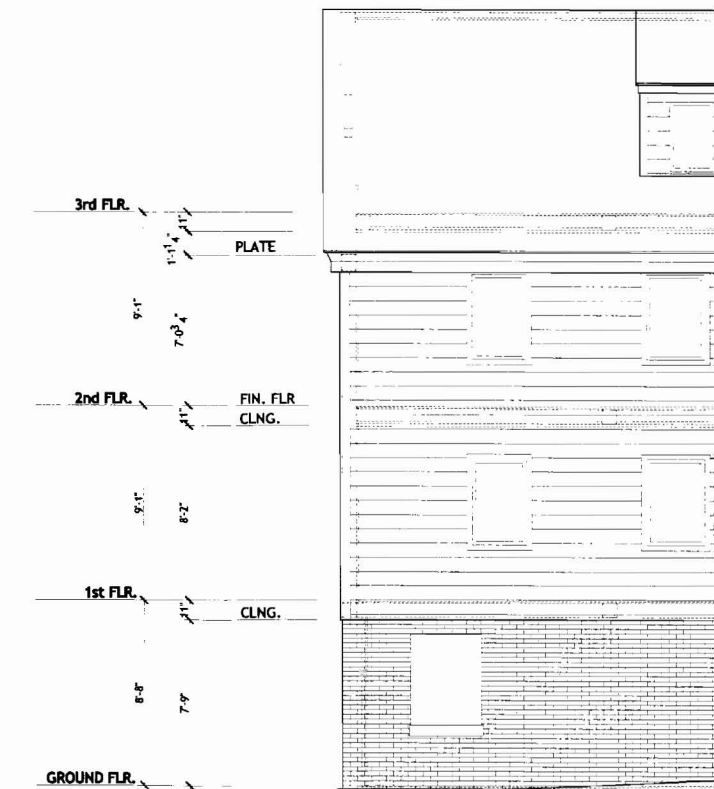 3rd FLR.
11"
1'-1 1 4"
PLATE
9'-1"
7'-0 3 4"
2nd FLR.
FIN. FLR
11"
CLNG.
9'-1"
8'-2"
1st FLR.
11"
CLNG.
8'-8"
7'-9"
GROUND FLR.